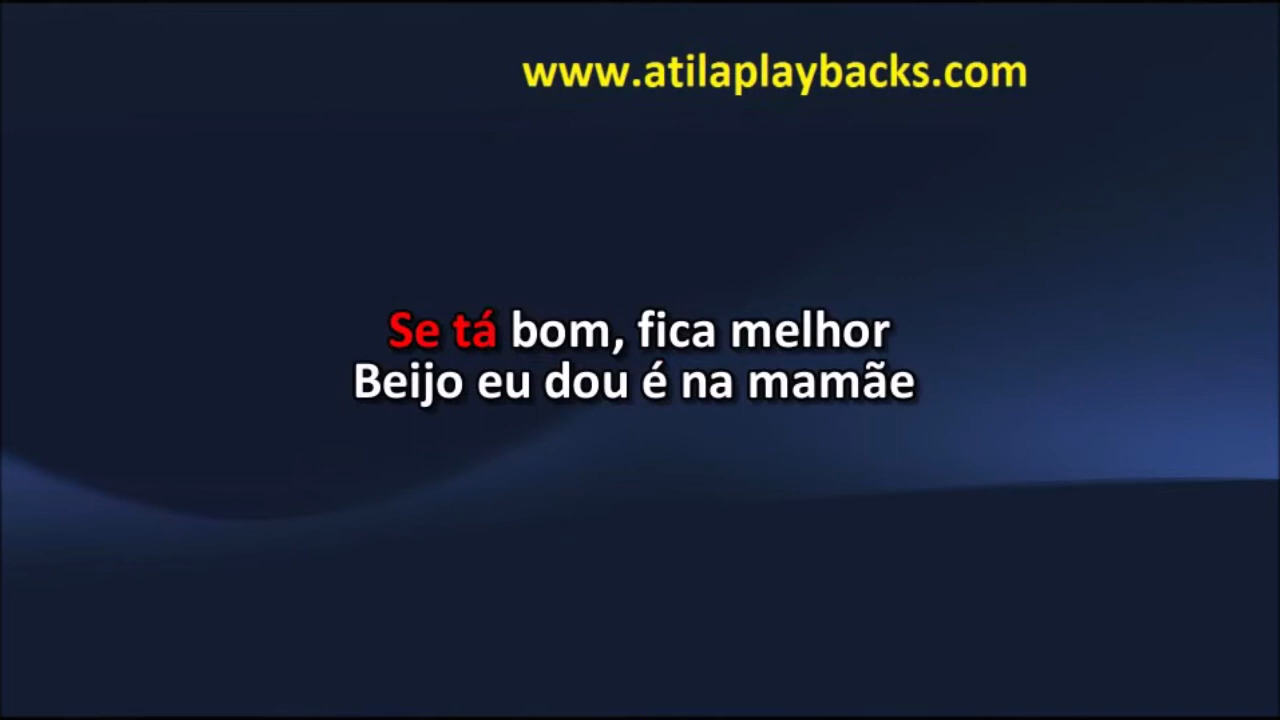 www.atilaplaybacks.com
Se tá bom, fica melhor
Beijo eu dou é na mamãe